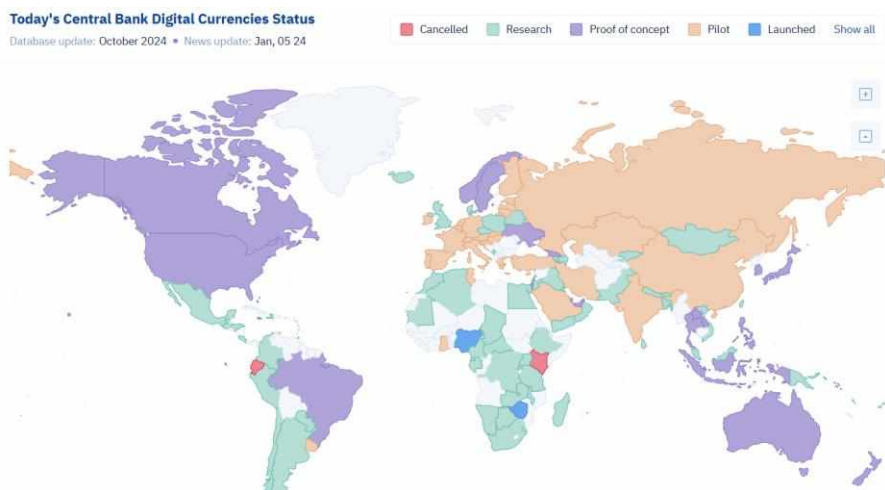 Today's Central Bank Digital Currencies Status
Database update: October 2024 • News update: Jan, 05 24
Cancelled Research Proof of concept Pilot Launched Show all